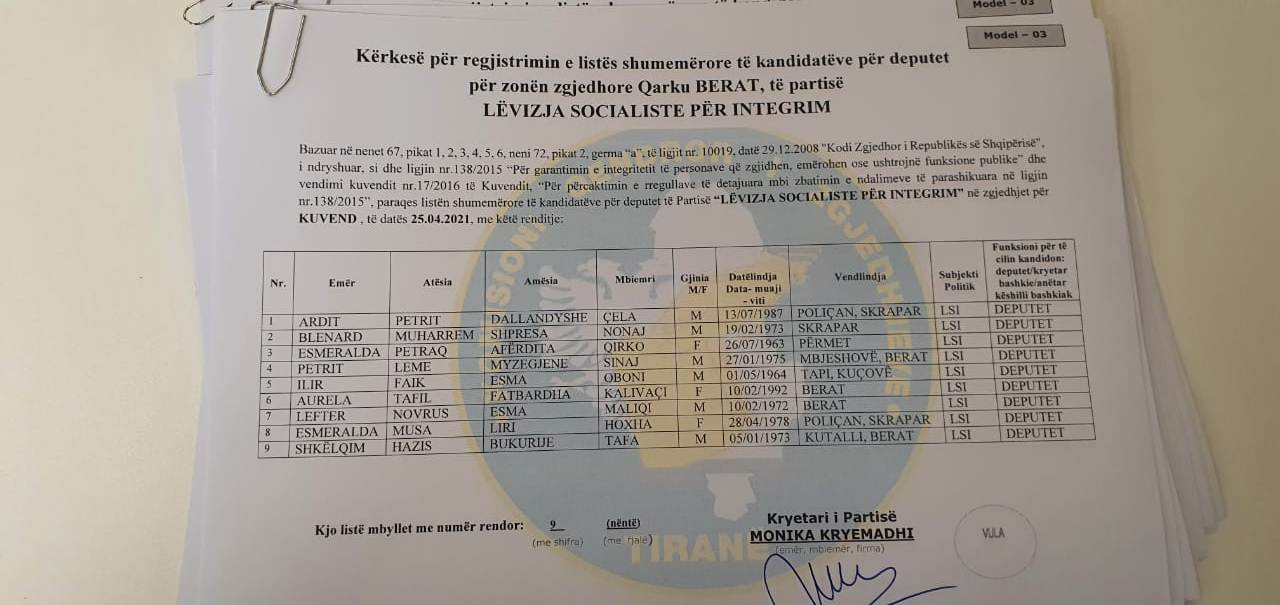 Model – 03
Model – 03
Kërkesë për regjistrimin e listës shumemërore të kandidatëve për deputet
për zonën zgjedhore Qarku BERAT, të partisë
LËVIZJA SOCIALISTE PËR INTEGRIM
Bazuar në nenet 67, pikat 1, 2, 3, 4, 5, 6, neni 72, pikat 2, germa “a”, të ligjit nr. 10019, datë 29.12.2008 “Kodi Zgjedhor i Republikës së Shqipërisë”,
i ndryshuar, si dhe ligjin nr.138/2015 “Për garantimin e integritetit të personave që zgjidhen, emërohen ose ushtrojnë funksione publike” dhe
vendimi kuvendit nr.17/2016 të Kuvendit, “Për përcaktimin e rregullave të detajuara mbi zbatimin e ndalimeve të parashikuara në ligjin
nr.138/2015”, paraqes listën shumemërore të kandidatëve për deputet të Partisë “LËVIZJA SOCIALISTE PËR INTEGRIM” në zgjedhjet për
KUVEND , të datës 25.04.2021, me këtë renditje:
Nr. Emër Atësia Amësia Mbiemri Gjinia M/F Datëlindja Data- muaji - viti Vendlindja Subjekti Politik Funksioni për të cilin kandidon: deputet/kryetar bashkie/anëtar këshilli bashkiak
1 ARDIT PETRIT DALLANDYSHE ÇELA M 13/07/1987 POLIÇAN, SKRAPAR LSI DEPUTET
2 BLENARD MUHARREM SHPRESA NONAJ M 19/02/1973 SKRAPAR LSI DEPUTET
3 ESMERALDA PETRAQ AFËRDITA QIRKO F 26/07/1963 PËRMET LSI DEPUTET
4 PETRIT LEME MYZEGJENE SINAJ M 27/01/1975 MBJESHOVË, BERAT LSI DEPUTET
5 ILIR FAIK ESMA OBONI M 01/05/1964 TAPI, KUÇOVË LSI DEPUTET
6 AURELA TAFIL FATBARDHA KALIVAÇI F 10/02/1992 BERAT LSI DEPUTET
7 LEFTER NOVRUS ESMA MALIQI M 10/02/1972 BERAT LSI DEPUTET
8 ESMERALDA MUSA LIRI HOXHA F 28/04/1978 POLIÇAN, SKRAPAR LSI DEPUTET
9 SHKËLQIM HAZIS BUKURIJE TAFA M 05/01/1973 KUTALLI, BERAT LSI DEPUTET
Kjo listë mbyllet me numër rendor: 9 (nëntë)
(me shifra) (me fjalë)
Kryetari i Partisë
MONIKA KRYEMADHI
(emër, mbiemër, firma)
VULA
TIRANË